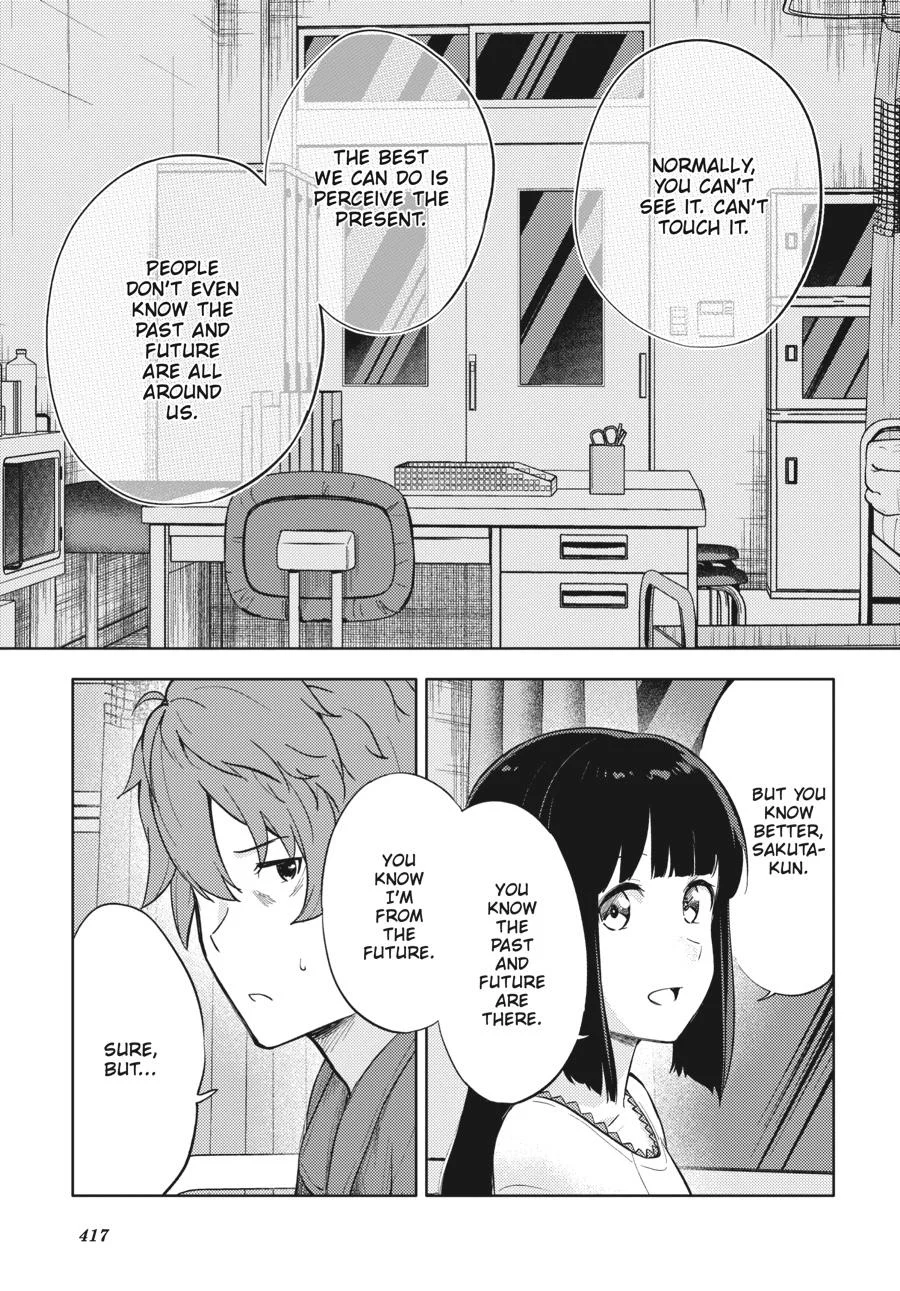 NORMALLY,
YOU CAN'T
SEE IT. CAN'T
TOUCH IT.
THE BEST
WE CAN DO IS
PERCEIVE THE
PRESENT.
PEOPLE
DON'T EVEN
KNOW THE
PAST AND
FUTURE
ARE ALL
AROUND
US.
BUT YOU
KNOW
BETTER,
SAKUTA-
KUN.
YOU
KNOW
THE
PAST
AND
FUTURE
ARE
THERE.
YOU
KNOW
I'M
FROM
THE
FUTURE.
SURE,
BUT...
417